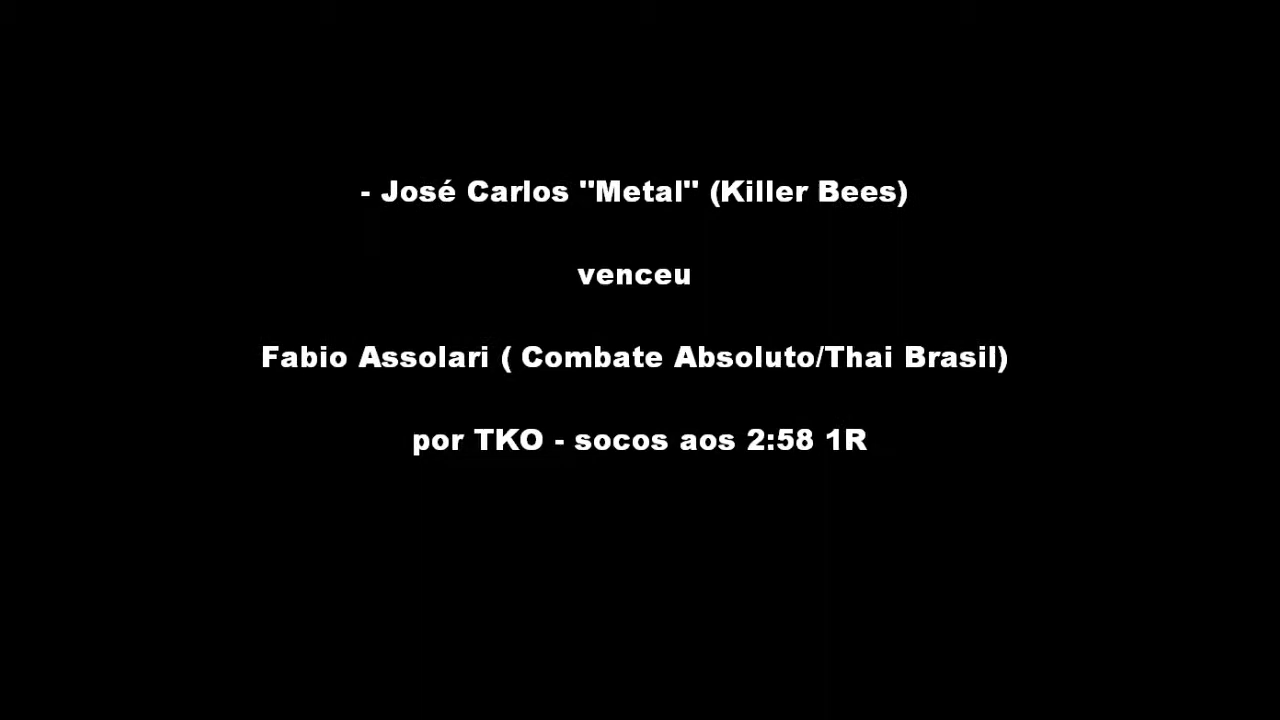 - José Carlos "Metal" (Killer Bees)
venceu
Fabio Assolari ( Combate Absoluto/Thai Brasil)
por TKO - socos aos 2:58 1R